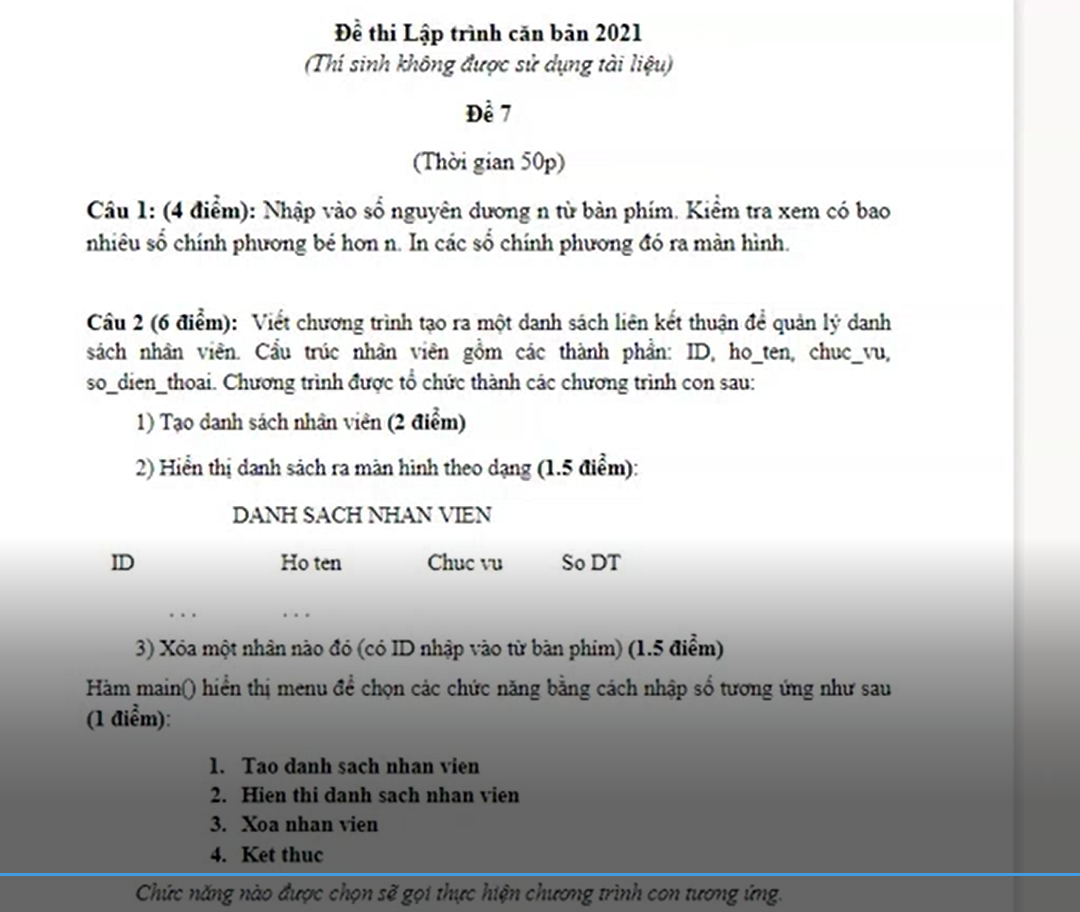 Đề thi Lập trình căn bản 2021
(Thí sinh không được sử dụng tài liệu)
Đề 7
(Thời gian 50p)
Câu 1: (4 điểm): Nhập vào số nguyên dương n từ bàn phím. Kiểm tra xem có bao
nhiêu số chính phương bé hơn n. In các số chính phương đó ra màn hình.
Câu 2 (6 điểm): Viết chương trình tạo ra một danh sách liên kết thuận để quản lý danh
sách nhân viên. Cấu trúc nhân viên gồm các thành phần: ID, ho_ten, chuc_vu,
so_dien_thoai. Chương trình được tổ chức thành các chương trình con sau:
1) Tạo danh sách nhân viên (2 điểm)
2) Hiển thị danh sách ra màn hình theo dạng (1.5 điểm):
DANH SACH NHAN VIEN
ID Ho ten Chuc vu So DT
... ...
3) Xóa một nhân nào đó (có ID nhập vào từ bàn phím) (1.5 điểm)
Hàm main() hiển thị menu để chọn các chức năng bằng cách nhập số tương ứng như sau
(1 điểm):
1. Tao danh sach nhan vien
2. Hien thi danh sach nhan vien
3. Xoa nhan vien
4. Ket thuc
Chức năng nào được chọn sẽ gọi thực hiện chương trình con tương ứng.